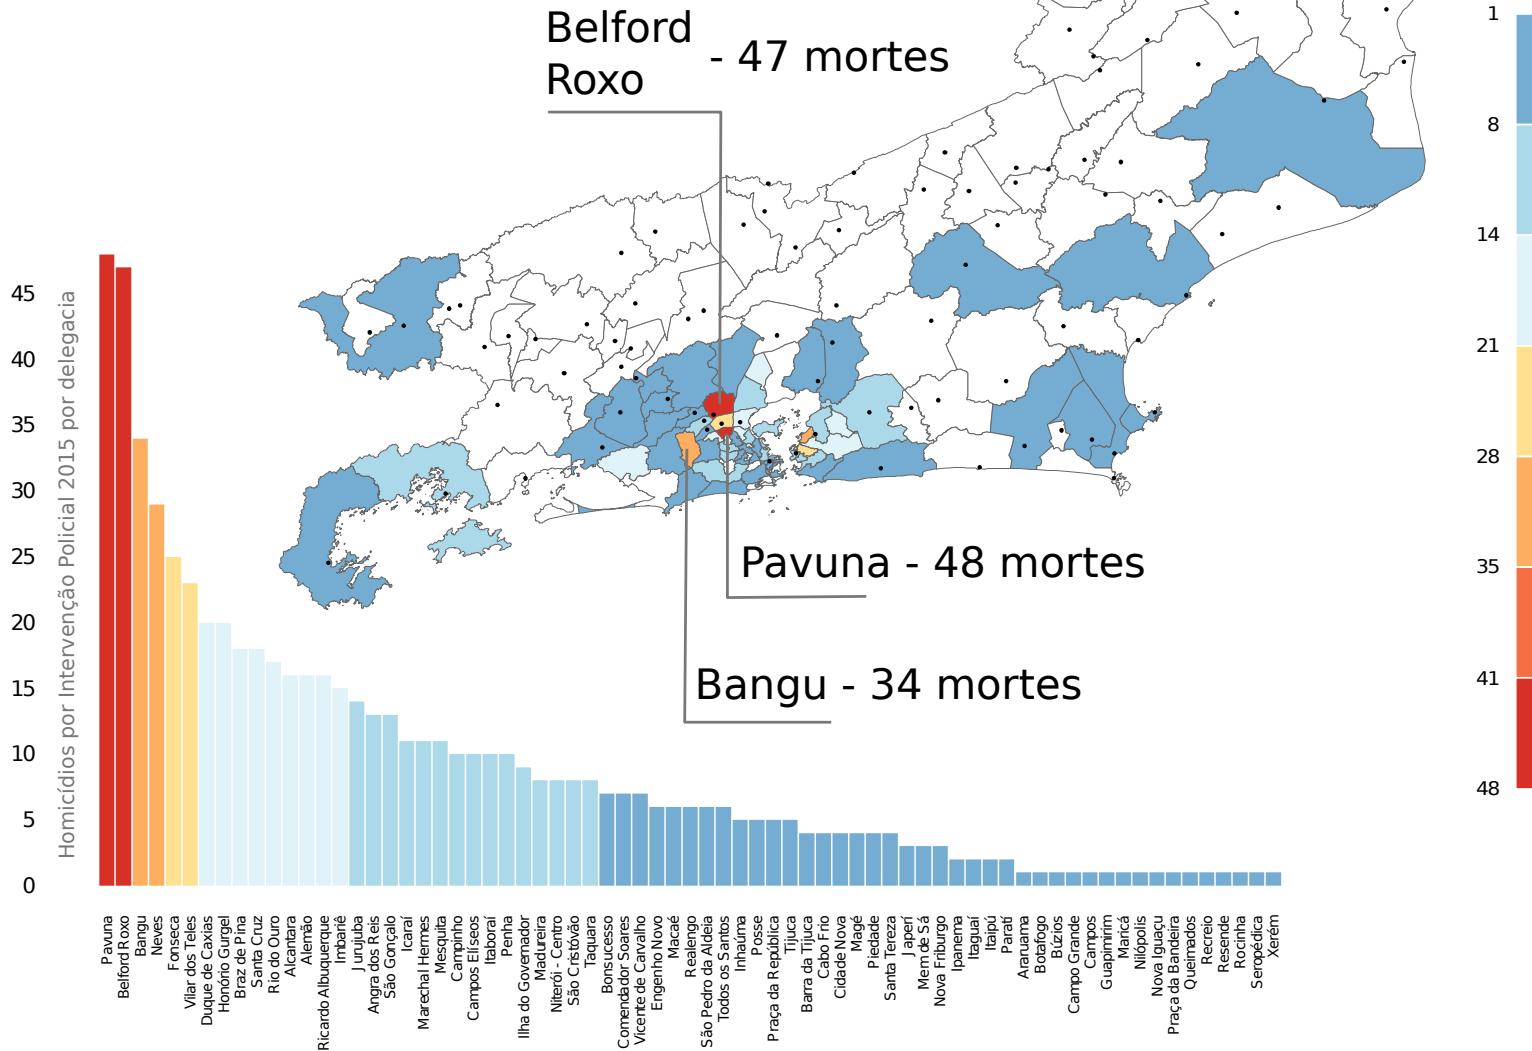 Belford
Roxo
- 47 mortes
1
8
14
21
28
35
41
48
Pavuna - 48 mortes
Bangu - 34 mortes
Homicídios por Intervenção Policial 2015 por delegacia
45
40
35
30
25
20
15
10
5
0
Pavuna
Belford Roxo
Bangu
Neves
Fonseca
Vilar dos Teles
Duque de Caxias
Honório Gurgel
Braz de Pina
Santa Cruz
Rio do Ouro
Alcantara
Alemão
Ricardo Albuquerque
Imbariê
Jurujuba
Angra dos Reis
São Gonçalo
Icaraí
Marechal Hermes
Mesquita
Campinho
Campos Elíseos
Itaboraí
Penha
Ilha do Governador
Madureira
Niterói - Centro
São Cristóvão
Taquara
Bonsucesso
Comendador Soares
Vicente de Carvalho
Engenho Novo
Macaé
Realengo
São Pedro da Aldeia
Todos os Santos
Inhaúma
Posse
Praça da República
Tijuca
Barra da Tijuca
Cabo Frio
Cidade Nova
Magé
Piedade
Santa Tereza
Japerí
Mem de Sá
Nova Friburgo
Ipanema
Itaguaí
Itaipú
Paratí
Araruama
Botafogo
Búzios
Campo Grande
Campos
Guapimirim
Maricá
Nilópolis
Nova Iguaçu
Praça da Bandeira
Queimados
Recreio
Resende
Rocinha
Seropédica
Xerém